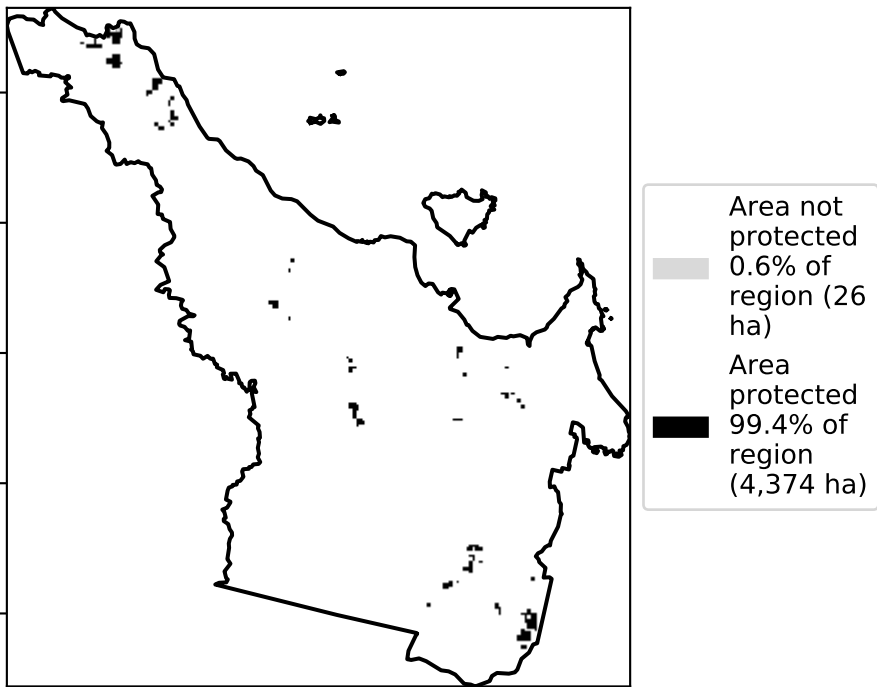 Area not
protected
0.6% of
region (26
ha)
Area
protected
99.4% of
region
(4,374 ha)